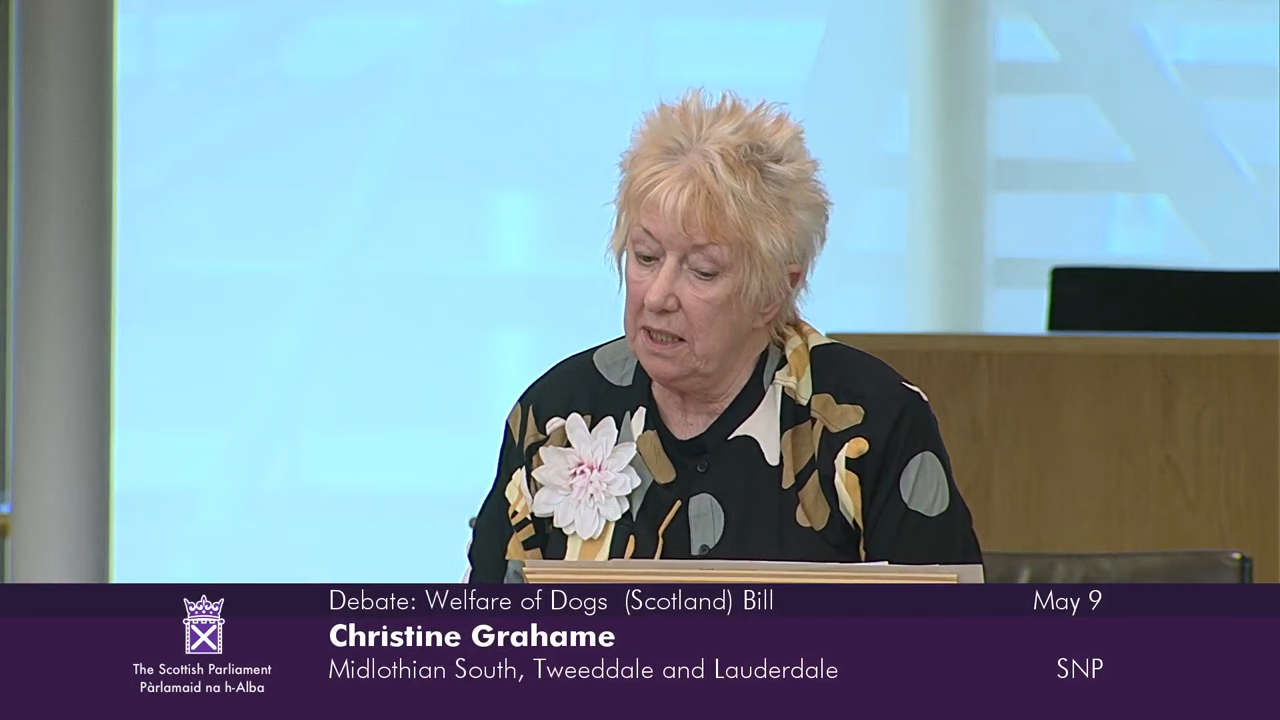 Debate: Welfare of Dogs (Scotland) Bill May 9
Christine Grahame
Midlothian South, Tweeddale and Lauderdale SNP
The Scottish Parliament
Pàrlamaid na h-Alba